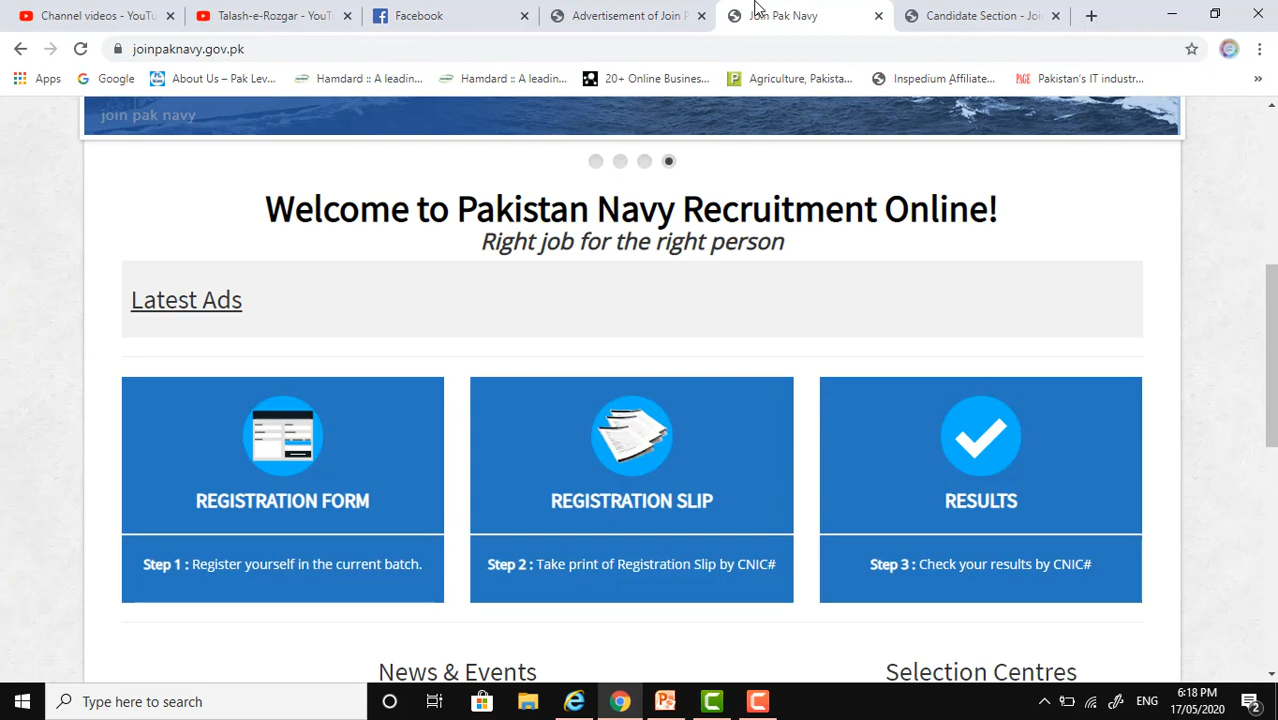 Channel videos - YouTu
Talash-e-Rozgar - YouTu
Facebook
Advertisement of Join P
Join Pak Navy
Candidate Section - Joi
joinpaknavy.gov.pk
Apps
Google
About Us – Pak Lev...
Hamdard :: A leadin...
Hamdard :: A leadin...
20+ Online Busines...
Agriculture, Pakista...
Inspedium Affiliate...
PAGE
Pakistan's IT industr...
join pak navy
Welcome to Pakistan Navy Recruitment Online!
Right job for the right person
Latest Ads
REGISTRATION FORM
Step 1 : Register yourself in the current batch.
REGISTRATION SLIP
Step 2 : Take print of Registration Slip by CNIC#
RESULTS
Step 3 : Check your results by CNIC#
News & Events
Selection Centres
Type here to search
ENG
6:18 PM
17/05/2020
2